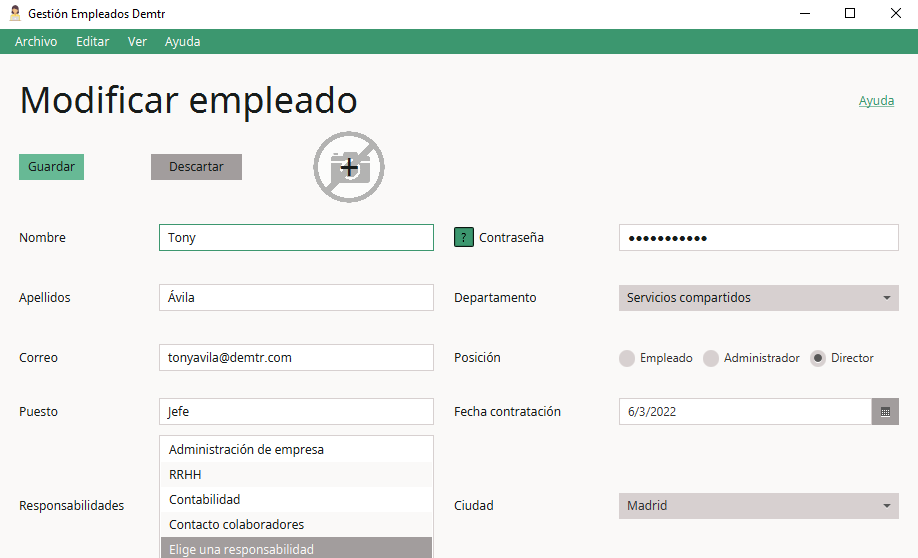 Gestión Empleados Demtr
Archivo Editar Ver Ayuda
Modificar empleado
Ayuda
Guardar Descartar
Nombre Tony ? Contraseña •••••••••••
Apellidos Ávila Departamento Servicios compartidos
Correo tonyavila@demtr.com Posición Empleado Administrador Director
Puesto Jefe Fecha contratación 6/3/2022
Administración de empresa
RRHH
Contabilidad
Responsabilidades Ciudad Madrid
Contacto colaboradores
Elige una responsabilidad